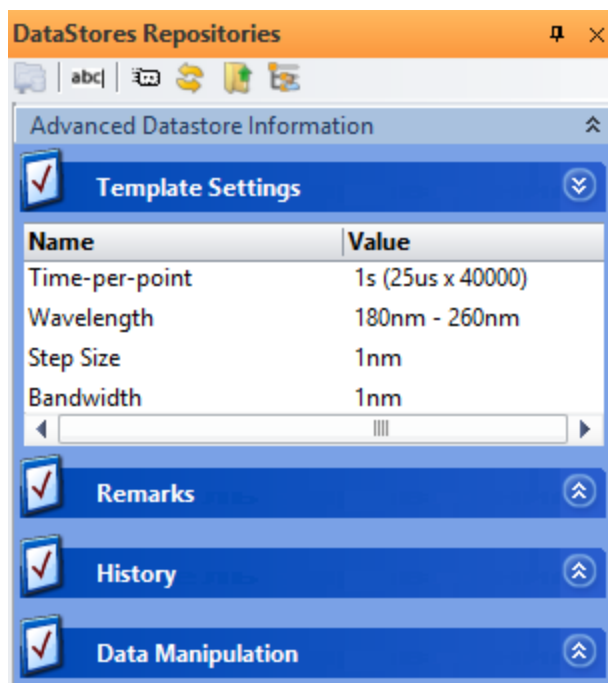 DataStores Repositories
abc
Advanced Datastore Information
Template Settings
Name Value
Time-per-point 1s (25us x 40000)
Wavelength 180nm - 260nm
Step Size 1nm
Bandwidth 1nm
Remarks
History
Data Manipulation